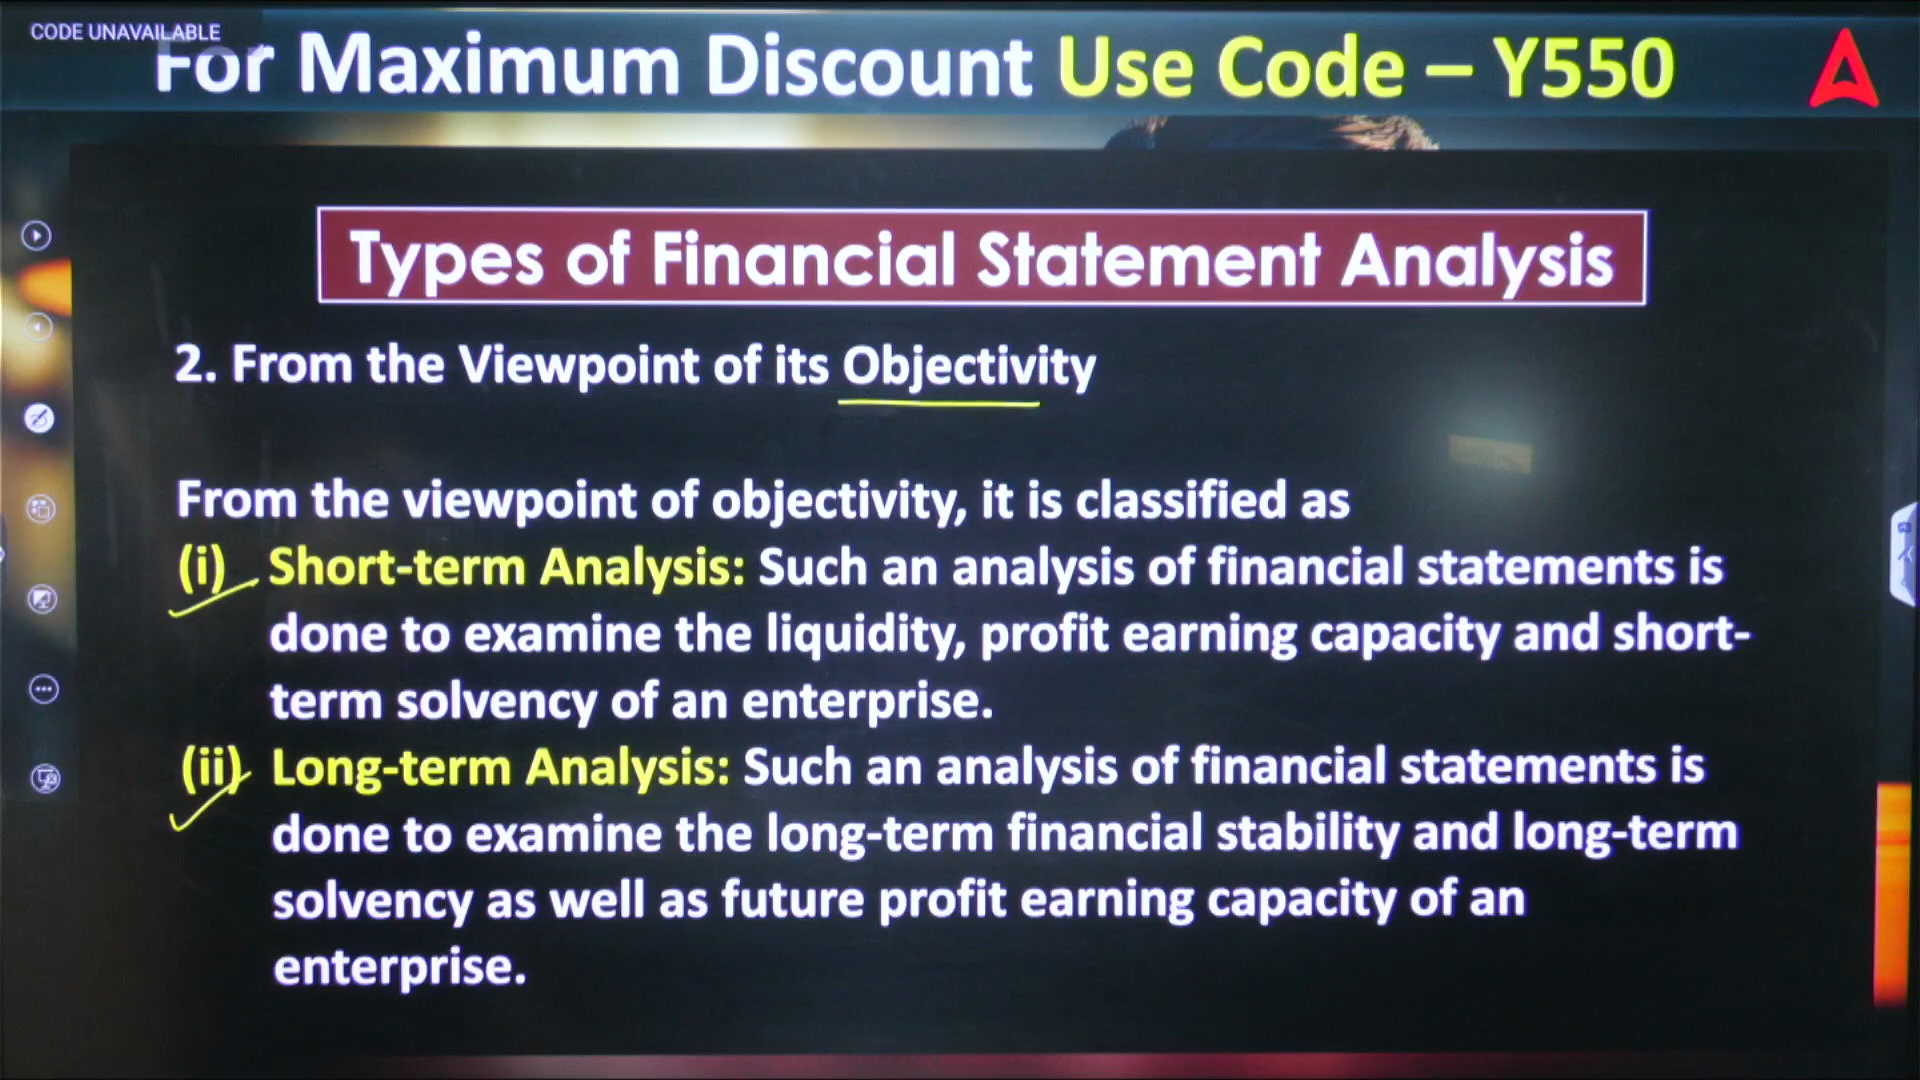 CODE UNAVAILABLE
For Maximum Discount Use Code – Y550
Types of Financial Statement Analysis
2. From the Viewpoint of its Objectivity
From the viewpoint of objectivity, it is classified as
(i) Short-term Analysis: Such an analysis of financial statements is
done to examine the liquidity, profit earning capacity and short-
term solvency of an enterprise.
(ii) Long-term Analysis: Such an analysis of financial statements is
done to examine the long-term financial stability and long-term
solvency as well as future profit earning capacity of an
enterprise.